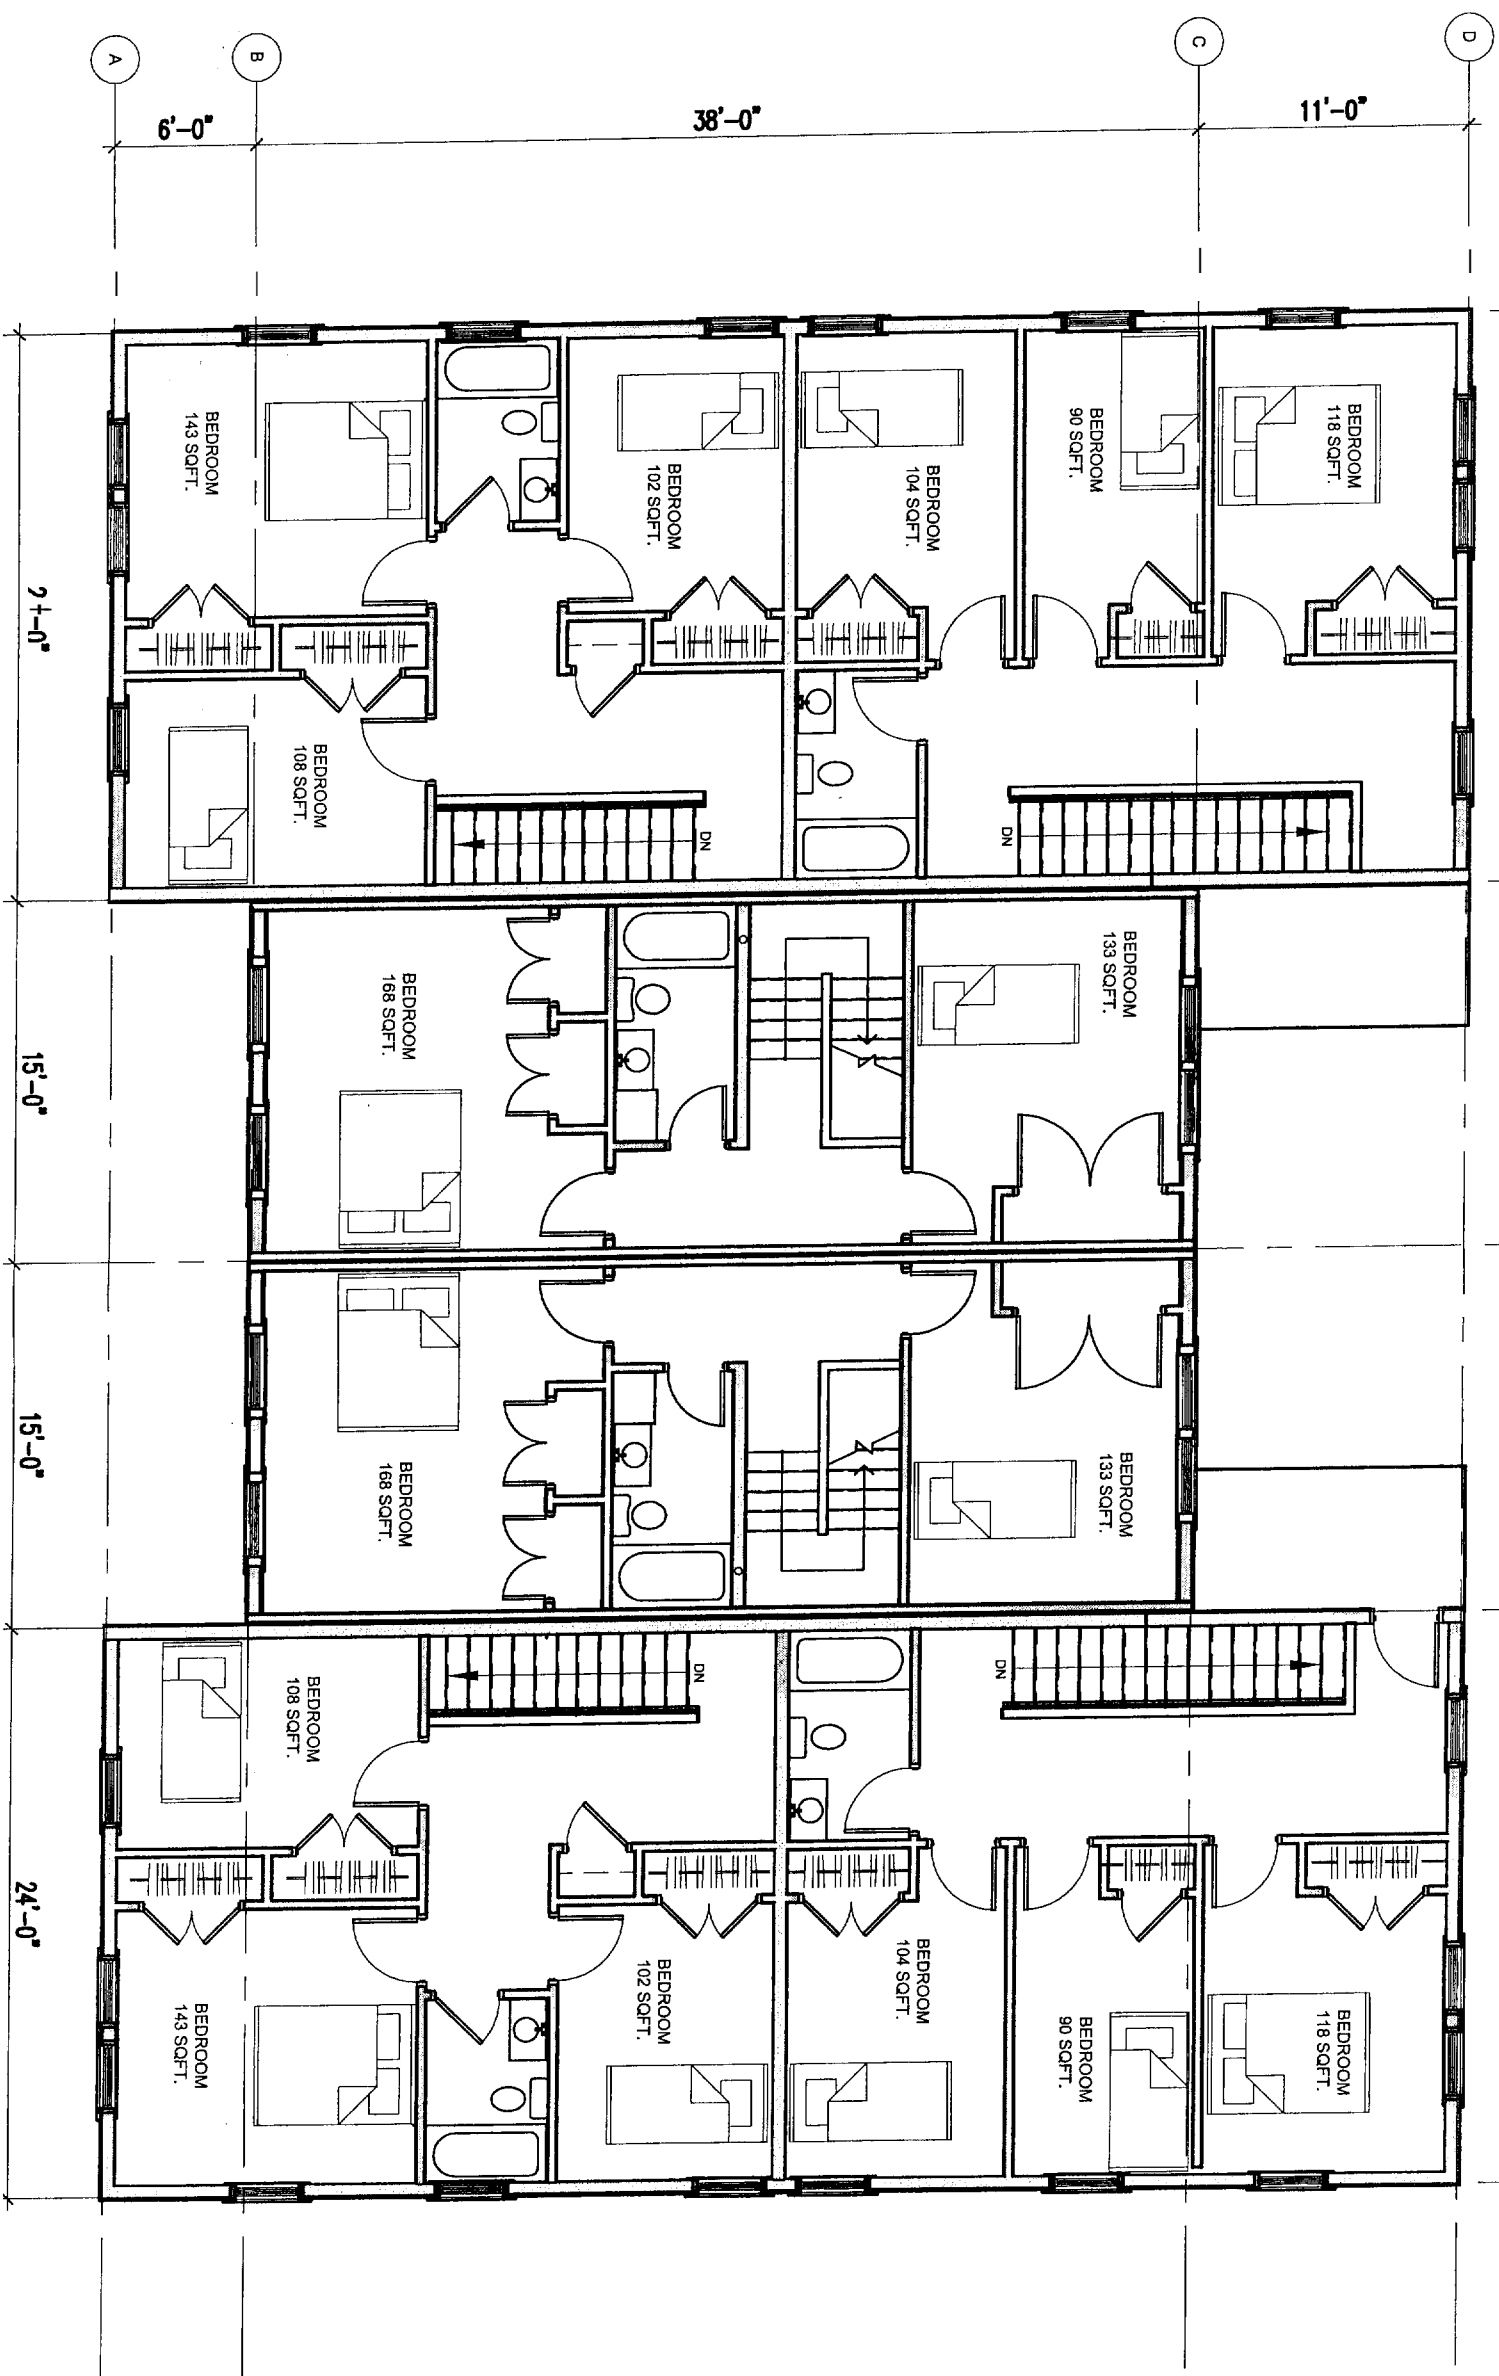 A
B
C
D
6'-0"
38'-0"
11'-0"
BEDROOM
143 SQFT.
BEDROOM
102 SQFT.
BEDROOM
104 SQFT.
BEDROOM
90 SQFT.
BEDROOM
118 SQFT.
BEDROOM
108 SQFT.
DN
DN
BEDROOM
168 SQFT.
BEDROOM
133 SQFT.
15'-0"
BEDROOM
168 SQFT.
BEDROOM
133 SQFT.
15'-0"
BEDROOM
108 SQFT.
DN
DN
24'-0"
BEDROOM
143 SQFT.
BEDROOM
102 SQFT.
BEDROOM
104 SQFT.
BEDROOM
90 SQFT.
BEDROOM
118 SQFT.